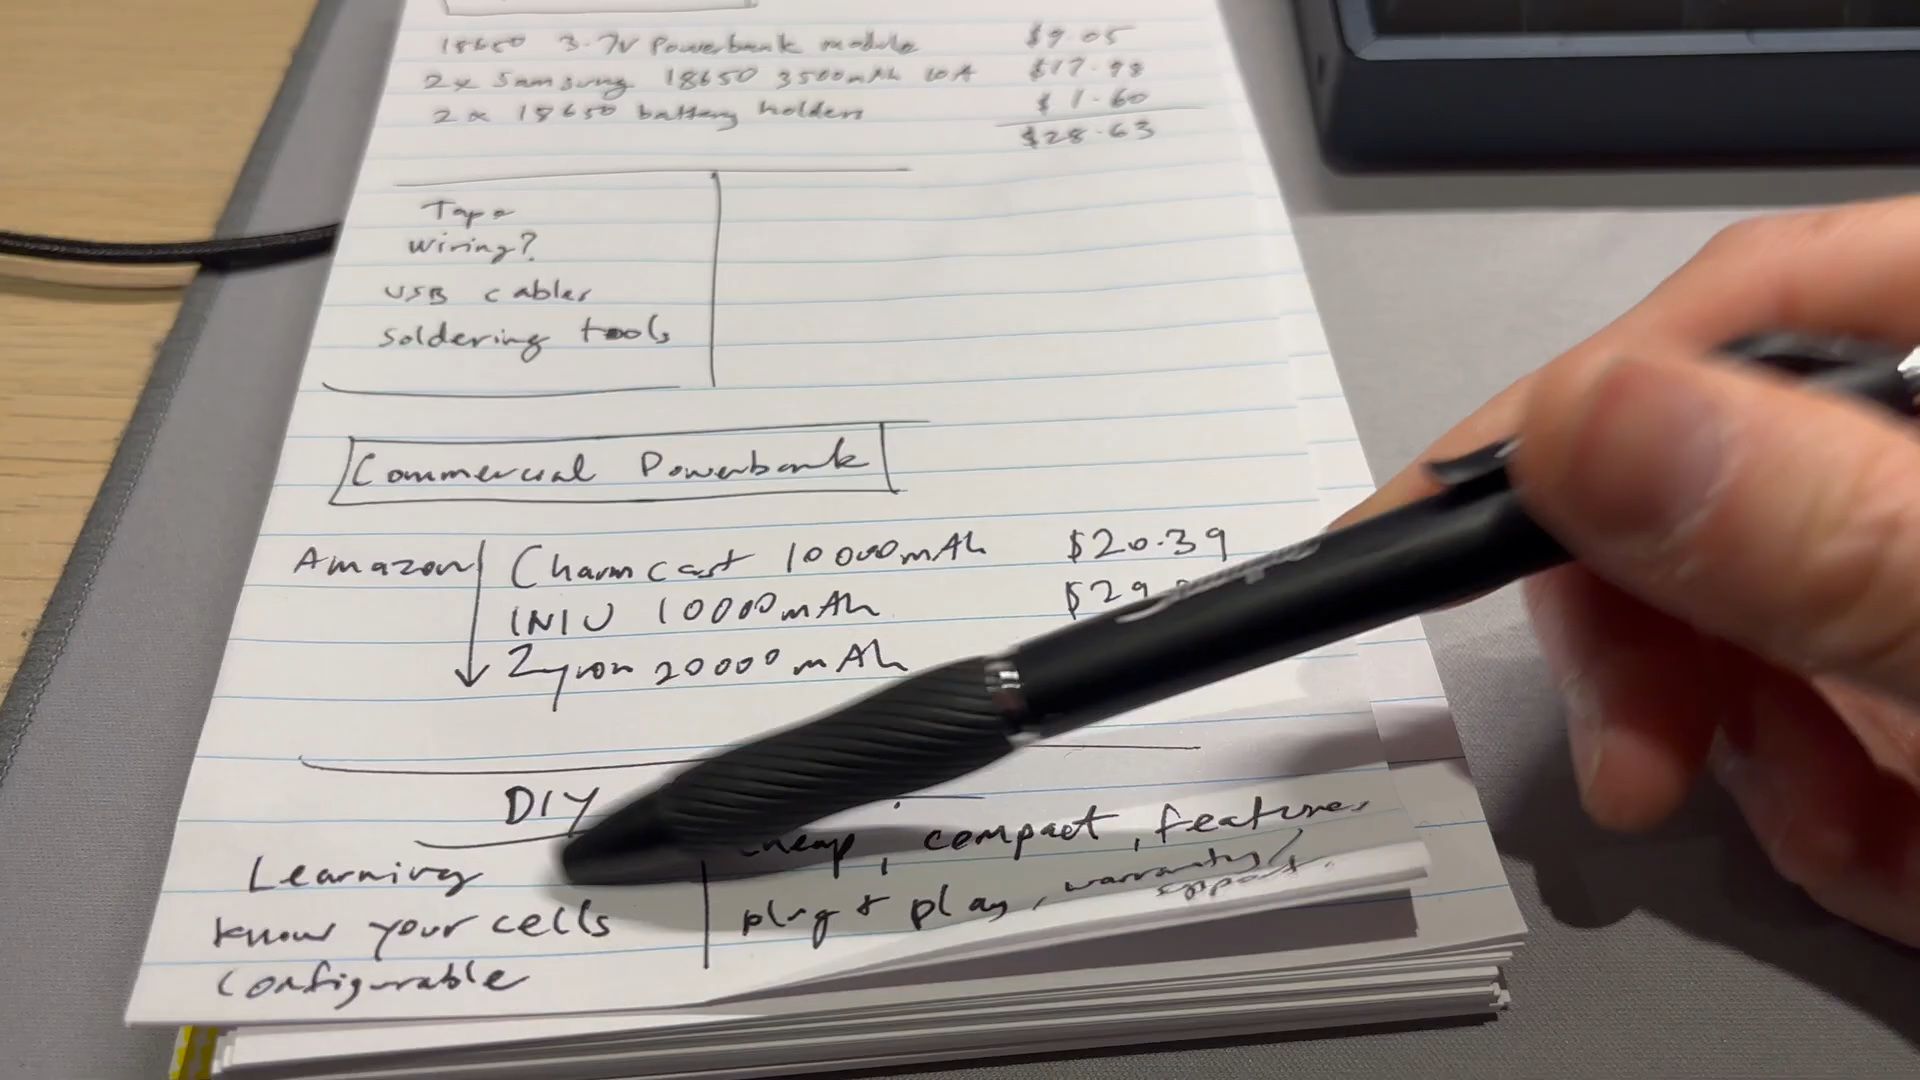 18650 3.7V Powerbank module $9.05
2x Samsung 18650 3500mAh 10A $17.98
2x 18650 battery holders $1.60
$28.63
Tape
wiring?
USB cables
soldering tools
Commercial Powerbank
Amazon Charmcast 10000mAh $20.39
INIU 10000mAh $29
Zyron 20000mAh
DIY
Learning
know your cells
configurable
cheap, compact, features
plug & play, warranty/
support.